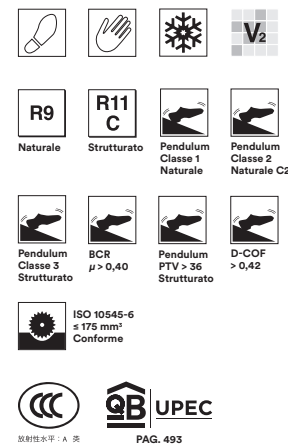 V2
R9
R11
C
Naturale
Strutturato
Pendulum
Classe 1
Naturale
Pendulum
Classe 2
Naturale C2
Pendulum
Classe 3
Strutturato
BCR
µ > 0,40
Pendulum
PTV > 36
Strutturato
D-COF
> 0,42
ISO 10545-6
≤ 175 mm³
Conforme
CCC
放射性水平：A 类
QB UPEC
PAG. 493